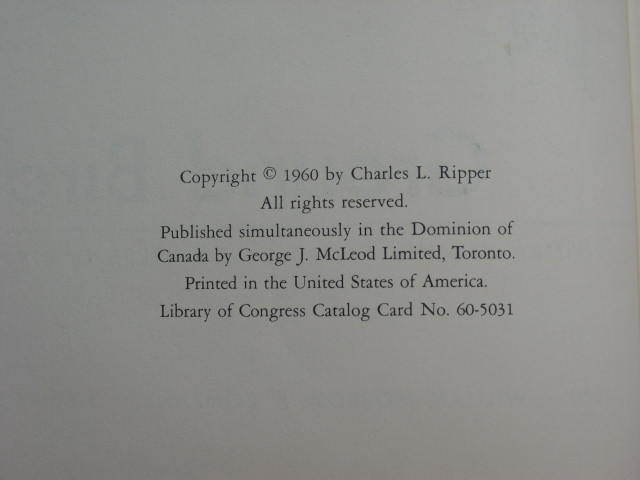 Copyright © 1960 by Charles L. Ripper
All rights reserved.
Published simultaneously in the Dominion of
Canada by George J. McLeod Limited, Toronto.
Printed in the United States of America.
Library of Congress Catalog Card No. 60-5031